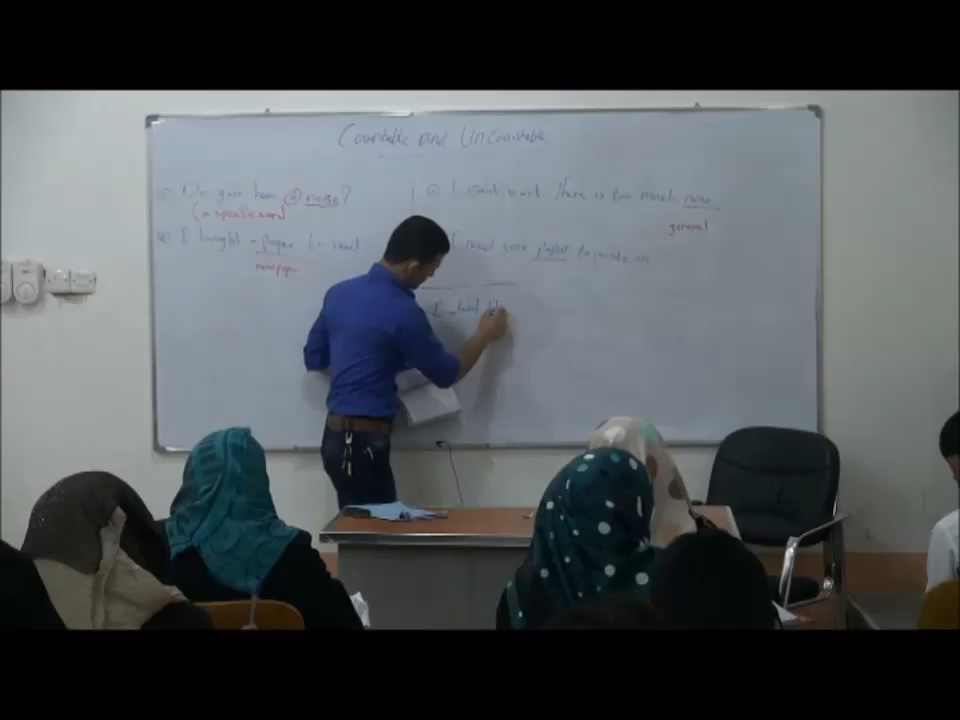 Countable and Uncountable
Do you hear a noise?
(a specific sound
I can't work. There is too much noise.
general
I bought a paper to read
newspaper
I need some paper to write on
I